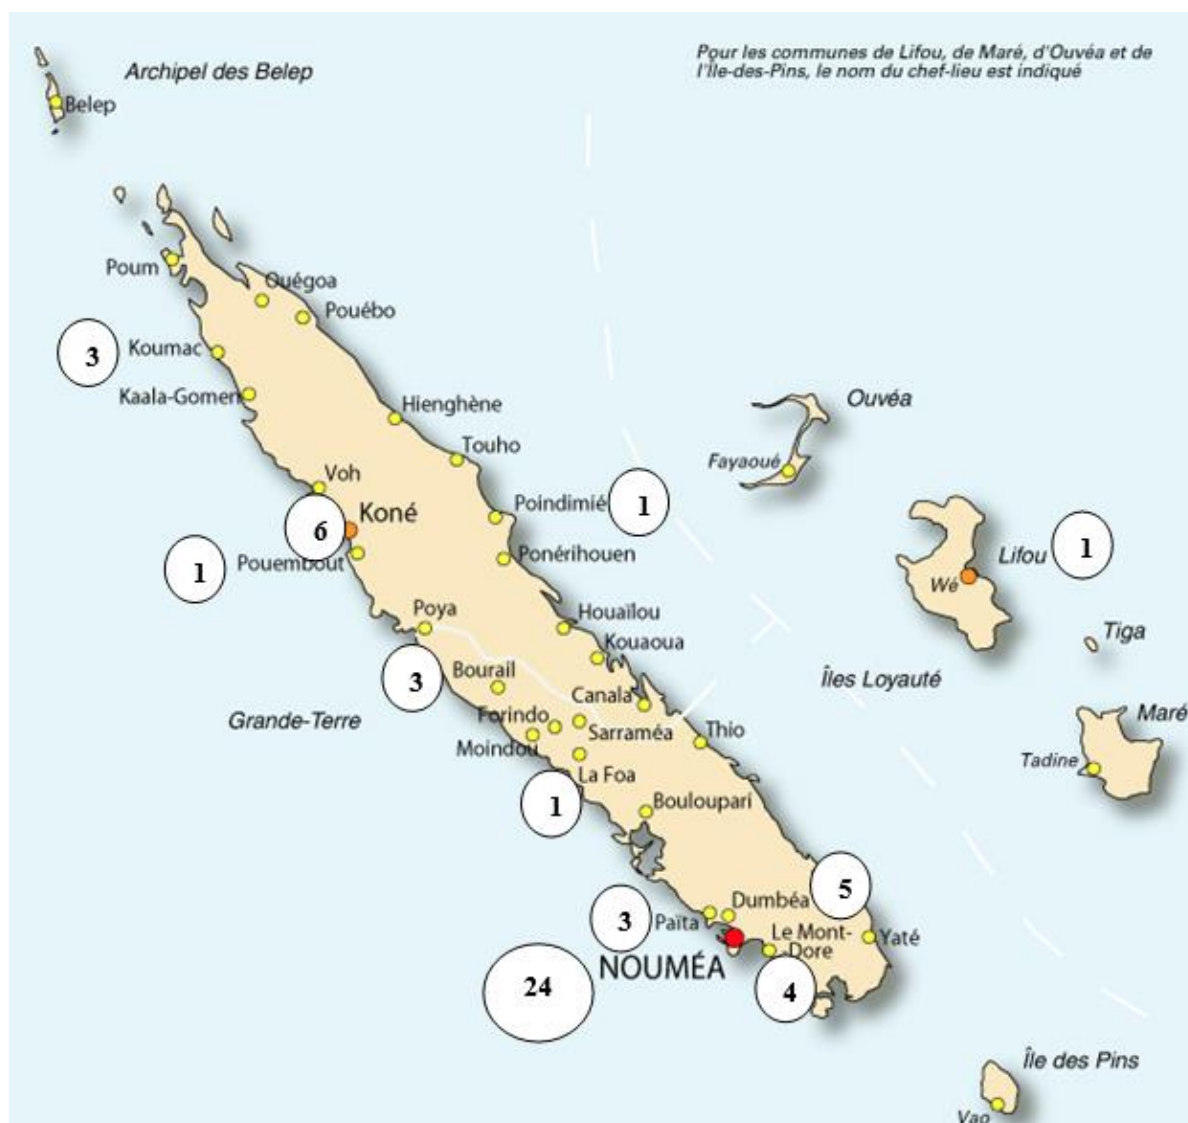 Pour les communes de Lifou, de Maré, d'Ouvéa et de
l'Île-des-Pins, le nom du chef-lieu est indiqué
Archipel des Belep
Belep
Poum
Ouégoa
Pouébo
3
Koumac
Kaala-Gomen
Hienghène
Ouvéa
Touho
Fayaoué
Voh
Poindimié
1
6
Koné
Ponérihouen
Lifou
1
1
Pouembout
Wé
Poya
Houaïlou
Tiga
Kouaoua
3
Bourail
Îles Loyauté
Canala
Grande-Terre
Forindo
Sarraméa
Thio
Maré
Moindou
Tadine
La Foa
1
Bouloupari
5
Dumbéa
3
Païta
Le Mont-
-Dore
Yaté
NOUMÉA
24
4
Île des Pins
Vao